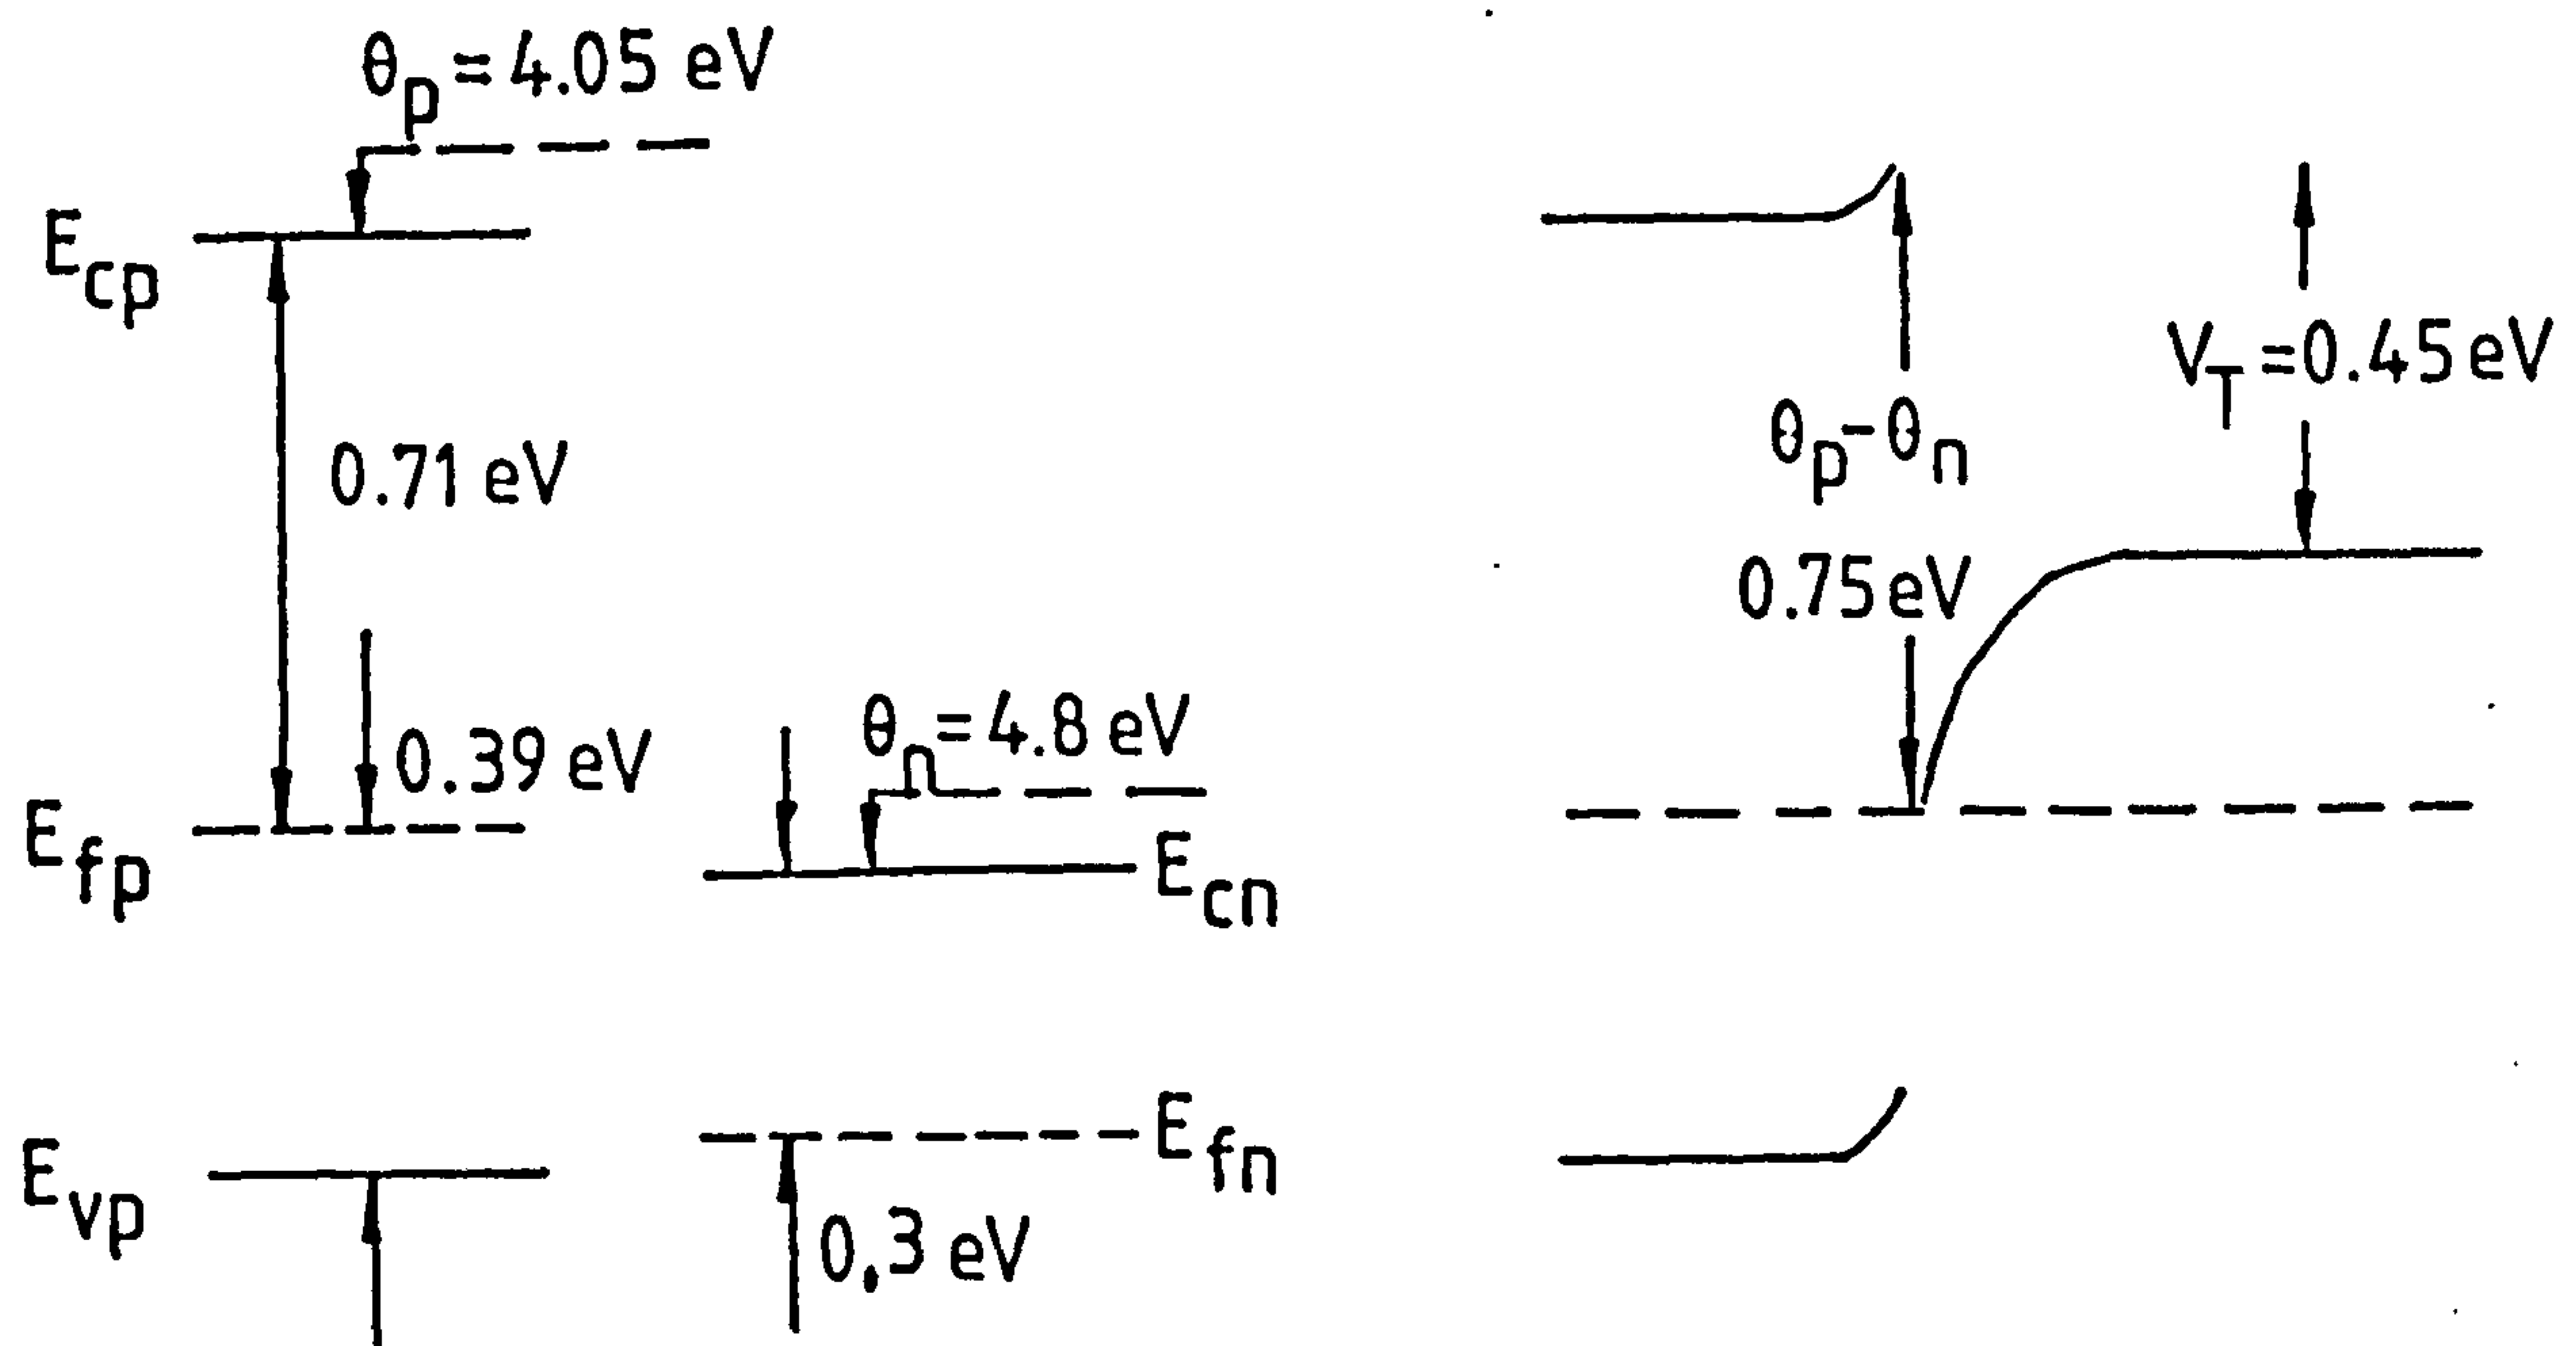 θp = 4.05 eV
Ecp
0.71 eV
0.39 eV
Efp
θn = 4.8 eV
Ecn
Evp
Efn
0,3 eV
VT = 0.45 eV
θp-θn
0.75 eV